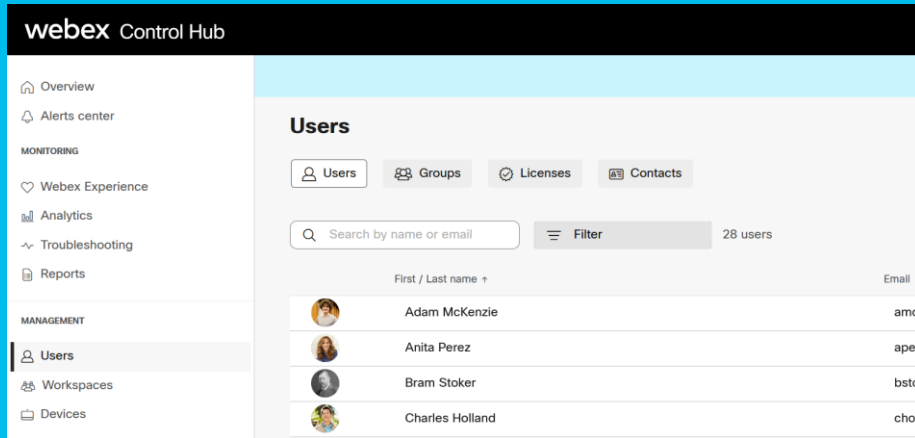 webex Control Hub
Overview
Alerts center
MONITORING
Webex Experience
Analytics
Troubleshooting
Reports
MANAGEMENT
Users
Workspaces
Devices
Users
Users Groups Licenses Contacts
Search by name or email Filter 28 users
First / Last name ↑ Email
Adam McKenzie
Anita Perez
Bram Stoker
Charles Holland